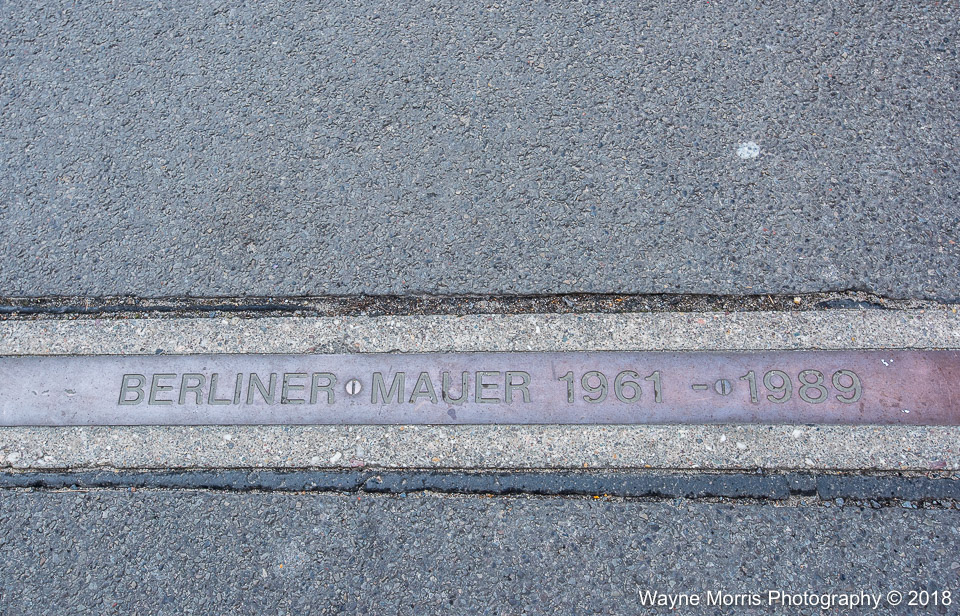 BERLINER MAUER 1961 - 1989
Wayne Morris Photography © 2018